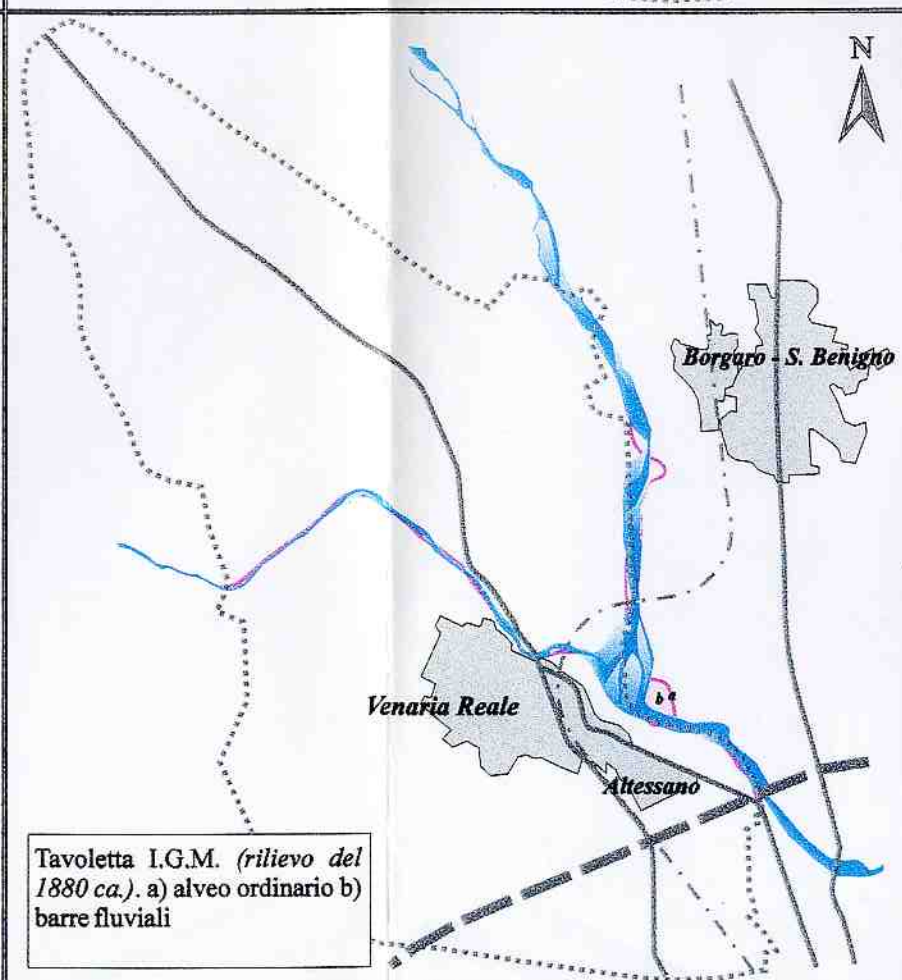 N
Borgaro - S. Benigno
b a
Venaria Reale
Altessano
Tavoletta I.G.M. (rilievo del
1880 ca.). a) alveo ordinario b)
barre fluviali